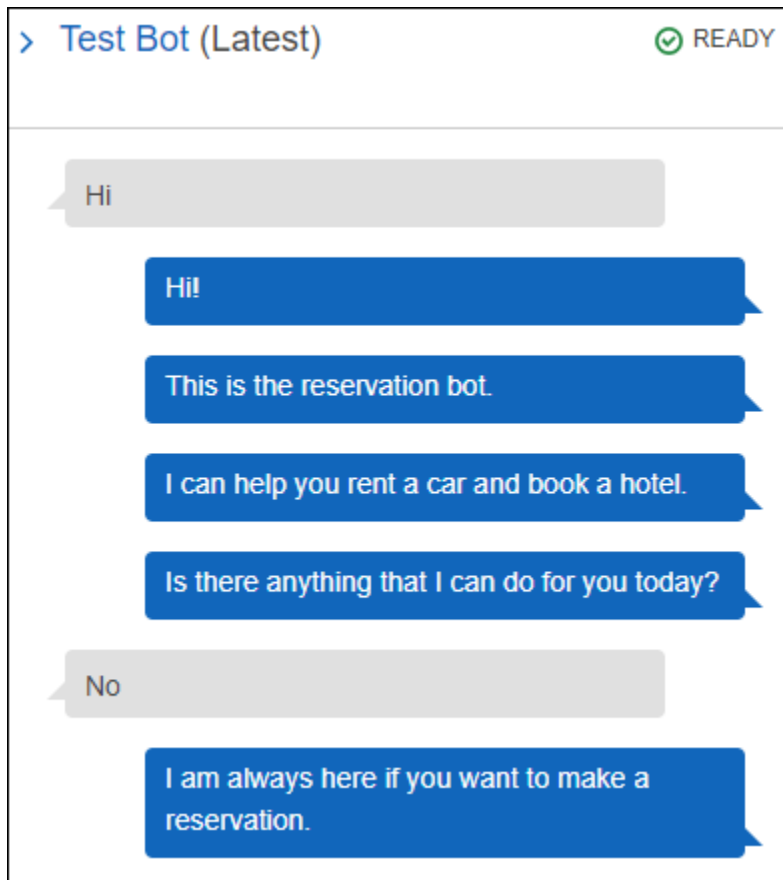 Test Bot (Latest)
READY
Hi
Hi!
This is the reservation bot.
I can help you rent a car and book a hotel.
Is there anything that I can do for you today?
No
I am always here if you want to make a
reservation.